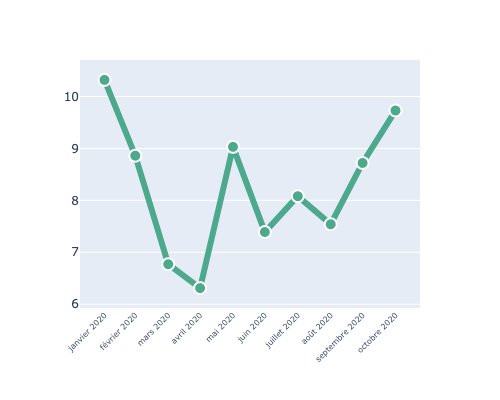 10
9
8
7
6
janvier 2020
février 2020
mars 2020
avril 2020
mai 2020
juin 2020
juillet 2020
août 2020
septembre 2020
octobre 2020